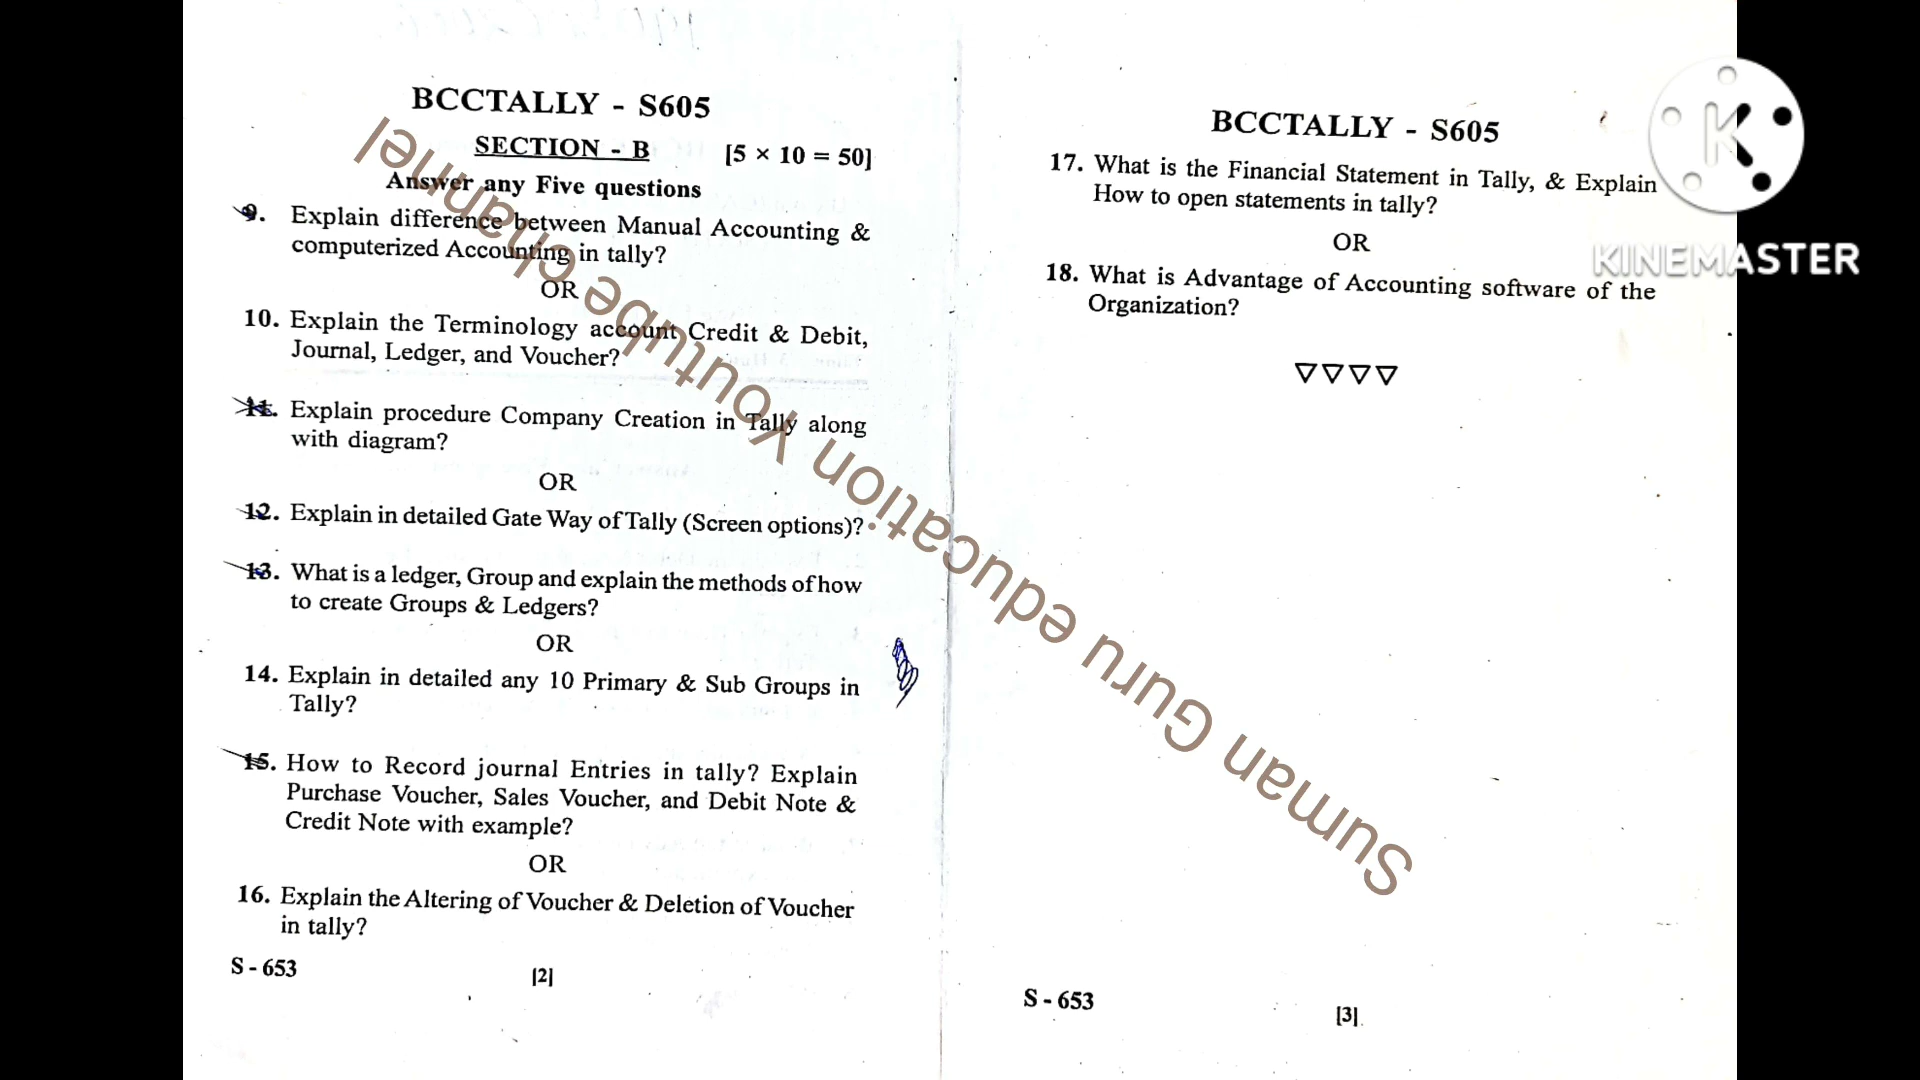 BCCTALLY - S605
SECTION - B [5 × 10 = 50]
Answer any Five questions
9. Explain difference between Manual Accounting &
computerized Accounting in tally?
OR
10. Explain the Terminology account Credit & Debit,
Journal, Ledger, and Voucher?
11. Explain procedure Company Creation in Tally along
with diagram?
OR
12. Explain in detailed Gate Way of Tally (Screen options)?
13. What is a ledger, Group and explain the methods of how
to create Groups & Ledgers?
OR
14. Explain in detailed any 10 Primary & Sub Groups in
Tally?
15. How to Record journal Entries in tally? Explain
Purchase Voucher, Sales Voucher, and Debit Note &
Credit Note with example?
OR
16. Explain the Altering of Voucher & Deletion of Voucher
in tally?
S - 653 [2]
BCCTALLY - S605
17. What is the Financial Statement in Tally, & Explain
How to open statements in tally?
OR
18. What is Advantage of Accounting software of the
Organization?
S - 653 [3]
Suman Guru education Youtube channel
K
KINEMASTER